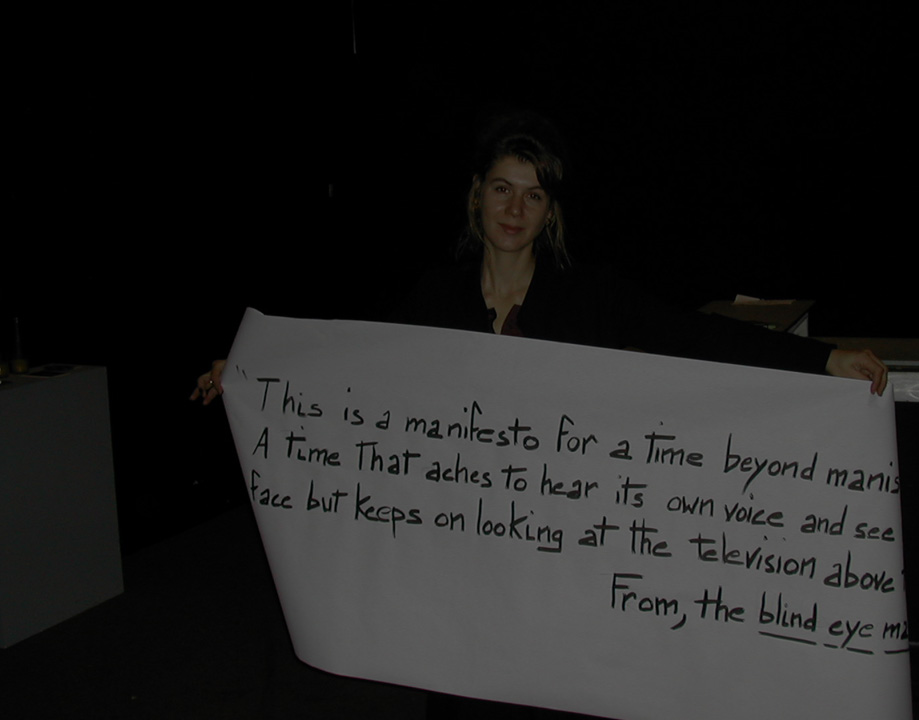 "This is a manifesto for a time beyond manis
A time That aches to hear its own voice and see
face but keeps on looking at the television above
From, the blind eye ma